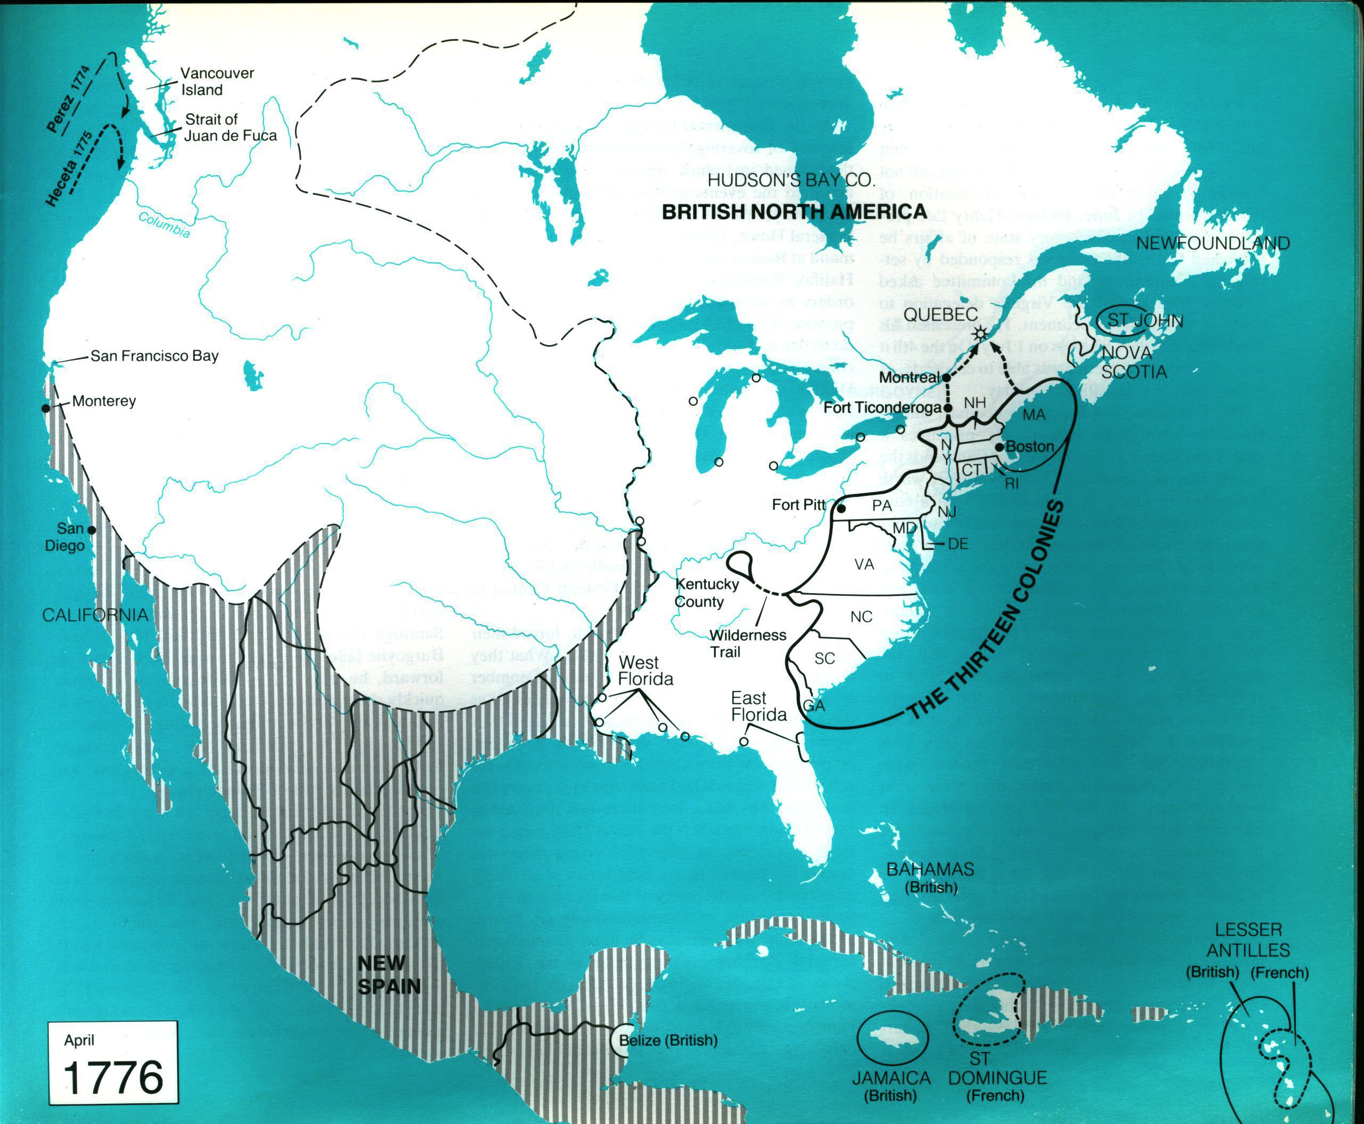 Perez 1774
Heceta 1775
Vancouver
Island
Strait of
Juan de Fuca
Columbia
HUDSON'S BAY CO.
BRITISH NORTH AMERICA
NEWFOUNDLAND
QUEBEC
ST JOHN
NOVA
SCOTIA
San Francisco Bay
Monterey
Montreal
Fort Ticonderoga
NH
MA
N
Y
Boston
CT
RI
Fort Pitt
PA
NJ
MD
DE
San
Diego
VA
THE THIRTEEN COLONIES
Kentucky
County
CALIFORNIA
NC
Wilderness
Trail
SC
West
Florida
East
Florida
GA
BAHAMAS
(British)
LESSER
ANTILLES
(British) (French)
NEW
SPAIN
Belize (British)
JAMAICA
(British)
ST
DOMINGUE
(French)
April
1776